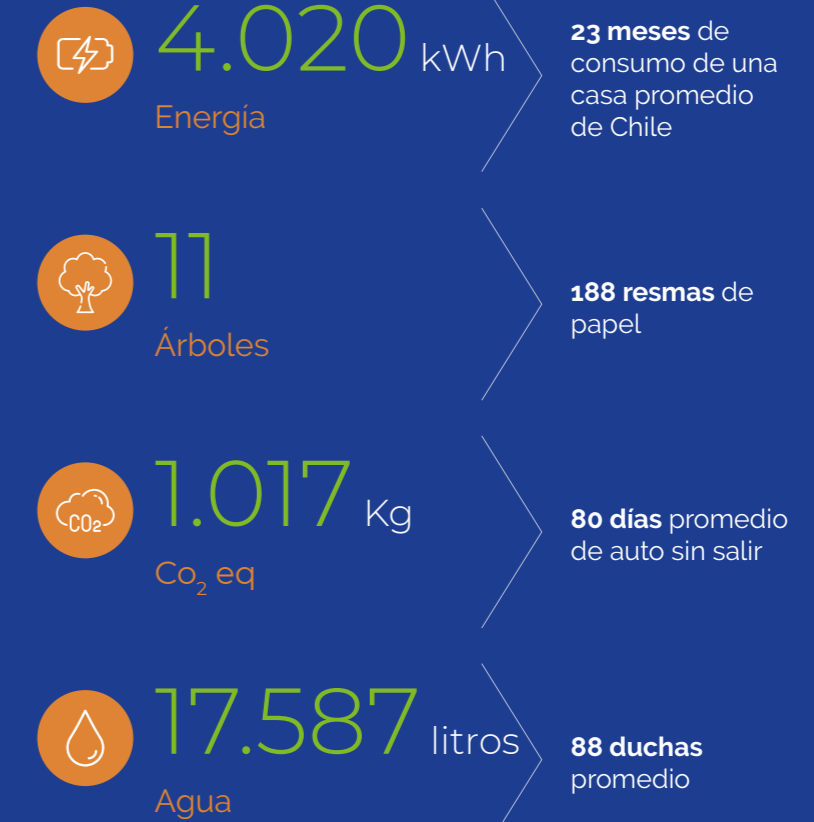 4.020 kWh
Energía
23 meses de
consumo de una
casa promedio
de Chile
11
Árboles
188 resmas de
papel
CO₂
1.017 Kg
Co₂ eq
80 días promedio
de auto sin salir
17.587 litros
Agua
88 duchas
promedio